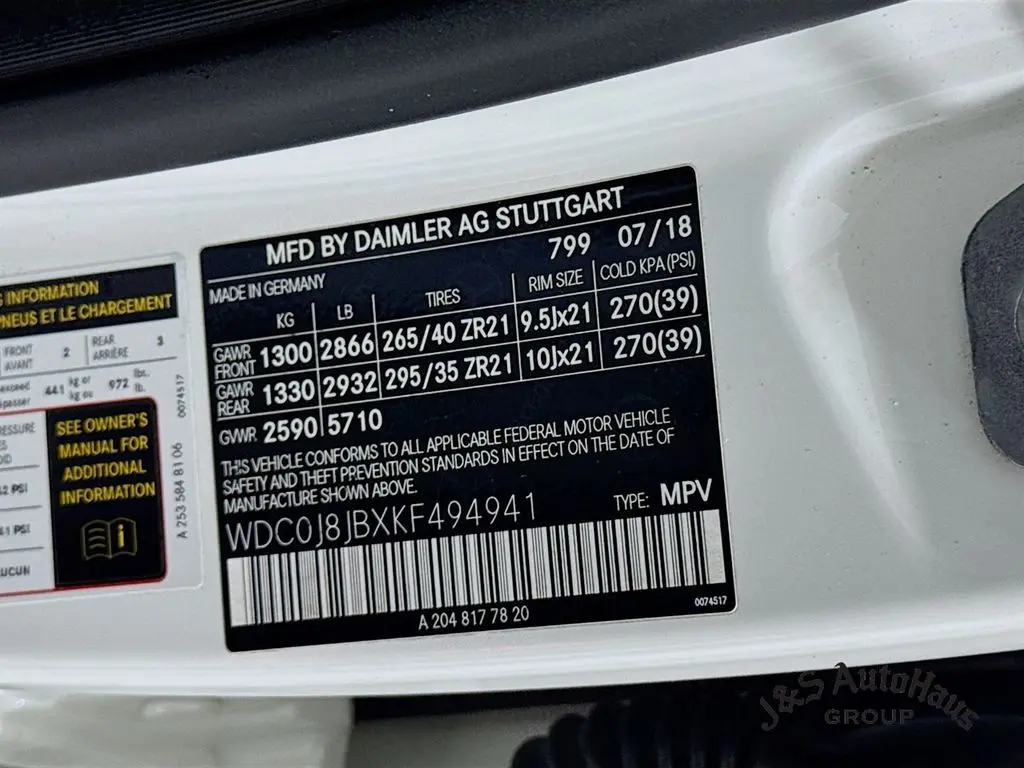 MFD BY DAIMLER AG STUTTGART
MADE IN GERMANY 799 07/18
KG LB TIRES RIM SIZE COLD KPA(PSI)
GAWR FRONT 1300 2866 265/40 ZR21 9.5Jx21 270(39)
GAWR REAR 1330 2932 295/35 ZR21 10Jx21 270(39)
GVWR 2590 5710
THIS VEHICLE CONFORMS TO ALL APPLICABLE FEDERAL MOTOR VEHICLE
SAFETY AND THEFT PREVENTION STANDARDS IN EFFECT ON THE DATE OF
MANUFACTURE SHOWN ABOVE.
WDC0J8JBXKF494941 TYPE: MPV
A 204 817 78 20
0074517
INFORMATION
PNEUS ET LE CHARGEMENT
FRONT AVANT 2 REAR ARRIÈRE 3
441 kg or kg ou 972 lbs. lb.
SEE OWNER'S
MANUAL FOR
ADDITIONAL
INFORMATION
i
PSI
PSI
A 253 584 81 06
0074517
J&S AutoHaus
GROUP